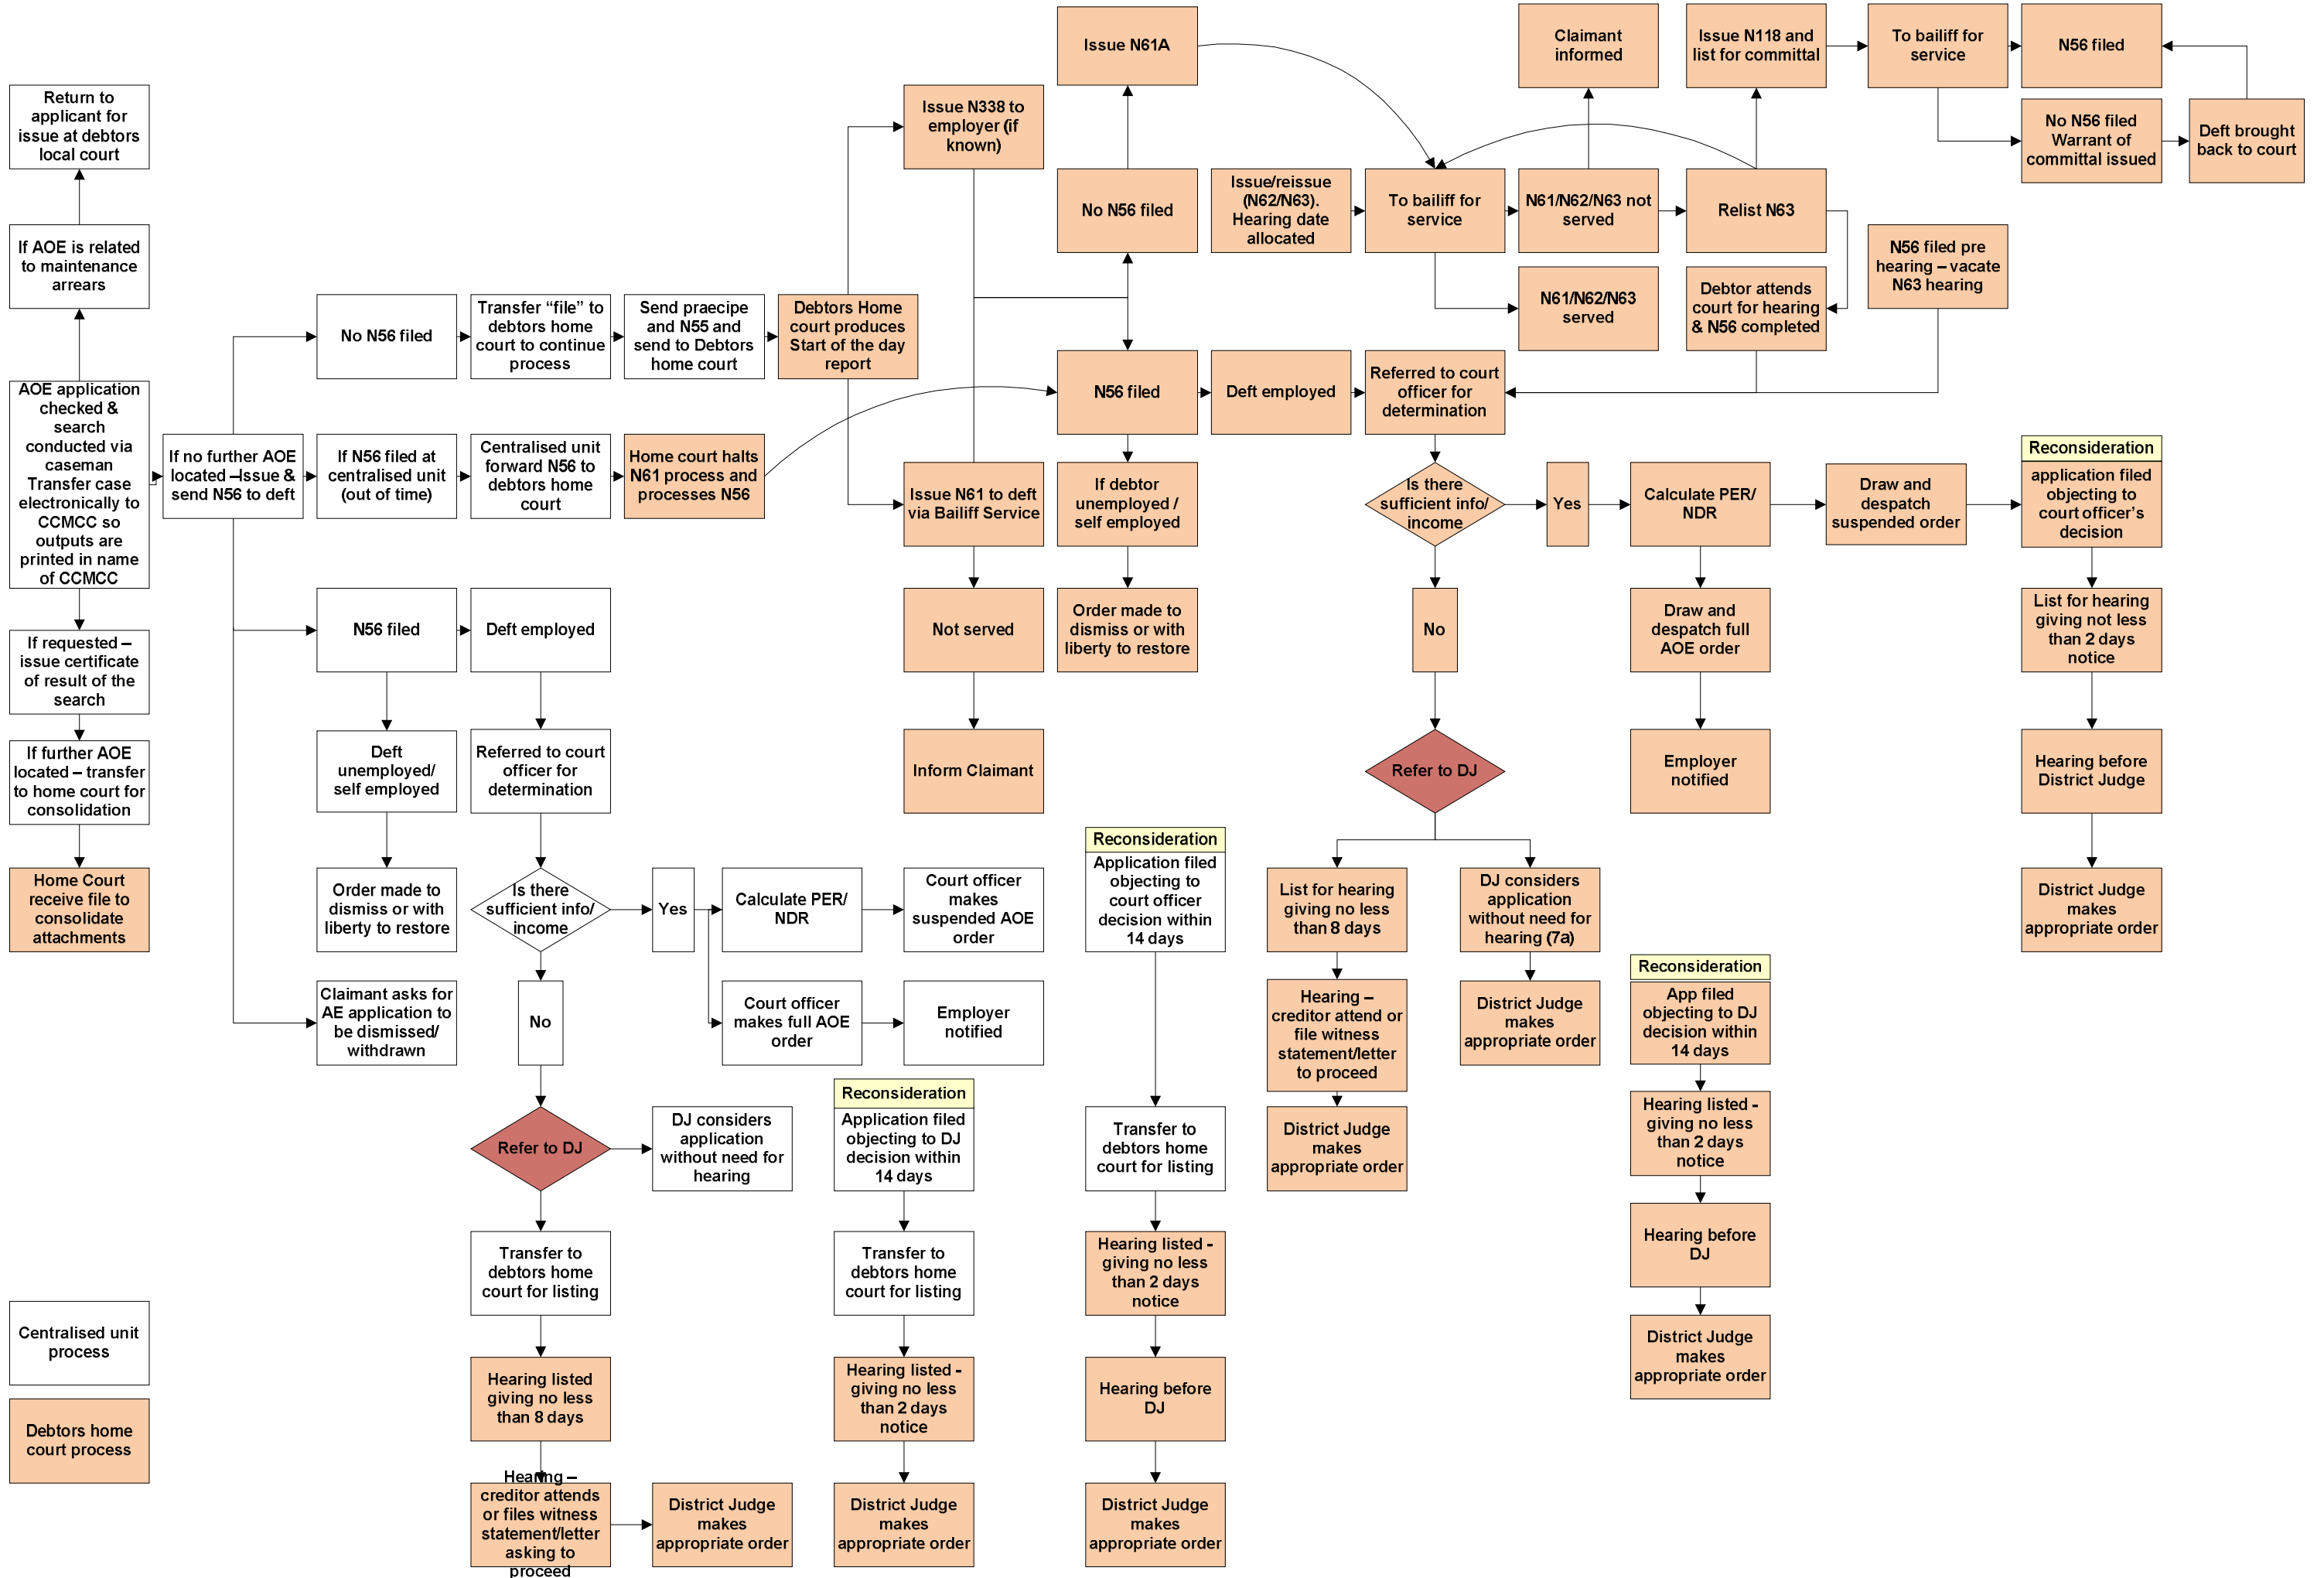 Return to
applicant for
issue at debtors
local court
If AOE is related
to maintenance
arrears
AOE application
checked &
search
conducted via
caseman
Transfer case
electronically to
CCMCC so
outputs are
printed in name
of CCMCC
If requested –
issue certificate
of result of the
search
If further AOE
located – transfer
to home court for
consolidation
Home Court
receive file to
consolidate
attachments
Centralised unit
process
Debtors home
court process
If no further AOE
located –Issue &
send N56 to deft
No N56 filed
Transfer “file” to
debtors home
court to continue
process
Send praecipe
and N55 and
send to Debtors
home court
Debtors Home
court produces
Start of the day
report
If N56 filed at
centralised unit
(out of time)
Centralised unit
forward N56 to
debtors home
court
Home court halts
N61 process and
processes N56
N56 filed
Deft employed
Deft
unemployed/
self employed
Order made to
dismiss or with
liberty to restore
Claimant asks for
AE application to
be dismissed/
withdrawn
Referred to court
officer for
determination
Is there
sufficient info/
income
Yes
Calculate PER/
NDR
Court officer
makes
suspended AOE
order
Court officer
makes full AOE
order
Employer
notified
No
Refer to DJ
DJ considers
application
without need for
hearing
Transfer to
debtors home
court for listing
Hearing listed
giving no less
than 8 days
Hearing –
creditor attends
or files witness
statement/letter
asking to
proceed
District Judge
makes
appropriate order
Reconsideration
Application filed
objecting to DJ
decision within
14 days
Transfer to
debtors home
court for listing
Hearing listed -
giving no less
than 2 days
notice
District Judge
makes
appropriate order
Issue N338 to
employer (if
known)
Issue N61 to deft
via Bailiff Service
Not served
Inform Claimant
Issue N61A
No N56 filed
N56 filed
If debtor
unemployed /
self employed
Order made to
dismiss or with
liberty to restore
Reconsideration
Application filed
objecting to
court officer
decision within
14 days
Transfer to
debtors home
court for listing
Hearing listed -
giving no less
than 2 days
notice
Hearing before
DJ
District Judge
makes
appropriate order
Issue/reissue
(N62/N63).
Hearing date
allocated
To bailiff for
service
Claimant
informed
N61/N62/N63 not
served
N61/N62/N63
served
Issue N118 and
list for committal
Relist N63
Debtor attends
court for hearing
& N56 completed
To bailiff for
service
N56 filed
No N56 filed
Warrant of
committal issued
Deft brought
back to court
N56 filed pre
hearing – vacate
N63 hearing
Deft employed
Referred to court
officer for
determination
Is there
sufficient info/
income
Yes
Calculate PER/
NDR
Draw and
despatch
suspended order
Reconsideration
application filed
objecting to
court officer’s
decision
List for hearing
giving not less
than 2 days
notice
Hearing before
District Judge
District Judge
makes
appropriate order
Draw and
despatch full
AOE order
Employer
notified
No
Refer to DJ
List for hearing
giving no less
than 8 days
Hearing –
creditor attend or
file witness
statement/letter
to proceed
District Judge
makes
appropriate order
DJ considers
application
without need for
hearing (7a)
District Judge
makes
appropriate order
Reconsideration
App filed
objecting to DJ
decision within
14 days
Hearing listed -
giving no less
than 2 days
notice
Hearing before
DJ
District Judge
makes
appropriate order